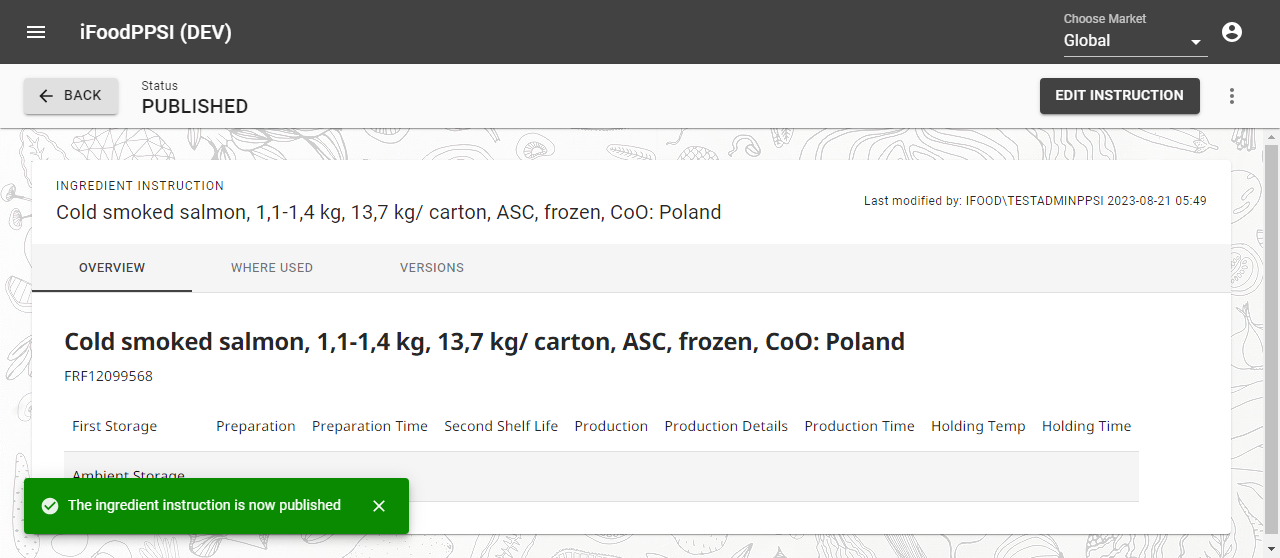 iFoodPPSI (DEV)
Choose Market
Global
BACK
Status
PUBLISHED
EDIT INSTRUCTION
INGREDIENT INSTRUCTION
Cold smoked salmon, 1,1-1,4 kg, 13,7 kg/ carton, ASC, frozen, CoO: Poland
Last modified by: IFOOD\TESTADMINPPSI 2023-08-21 05:49
OVERVIEW WHERE USED VERSIONS
Cold smoked salmon, 1,1-1,4 kg, 13,7 kg/ carton, ASC, frozen, CoO: Poland
FRF12099568
First Storage Preparation Preparation Time Second Shelf Life Production Production Details Production Time Holding Temp Holding Time
Ambient Storage
The ingredient instruction is now published